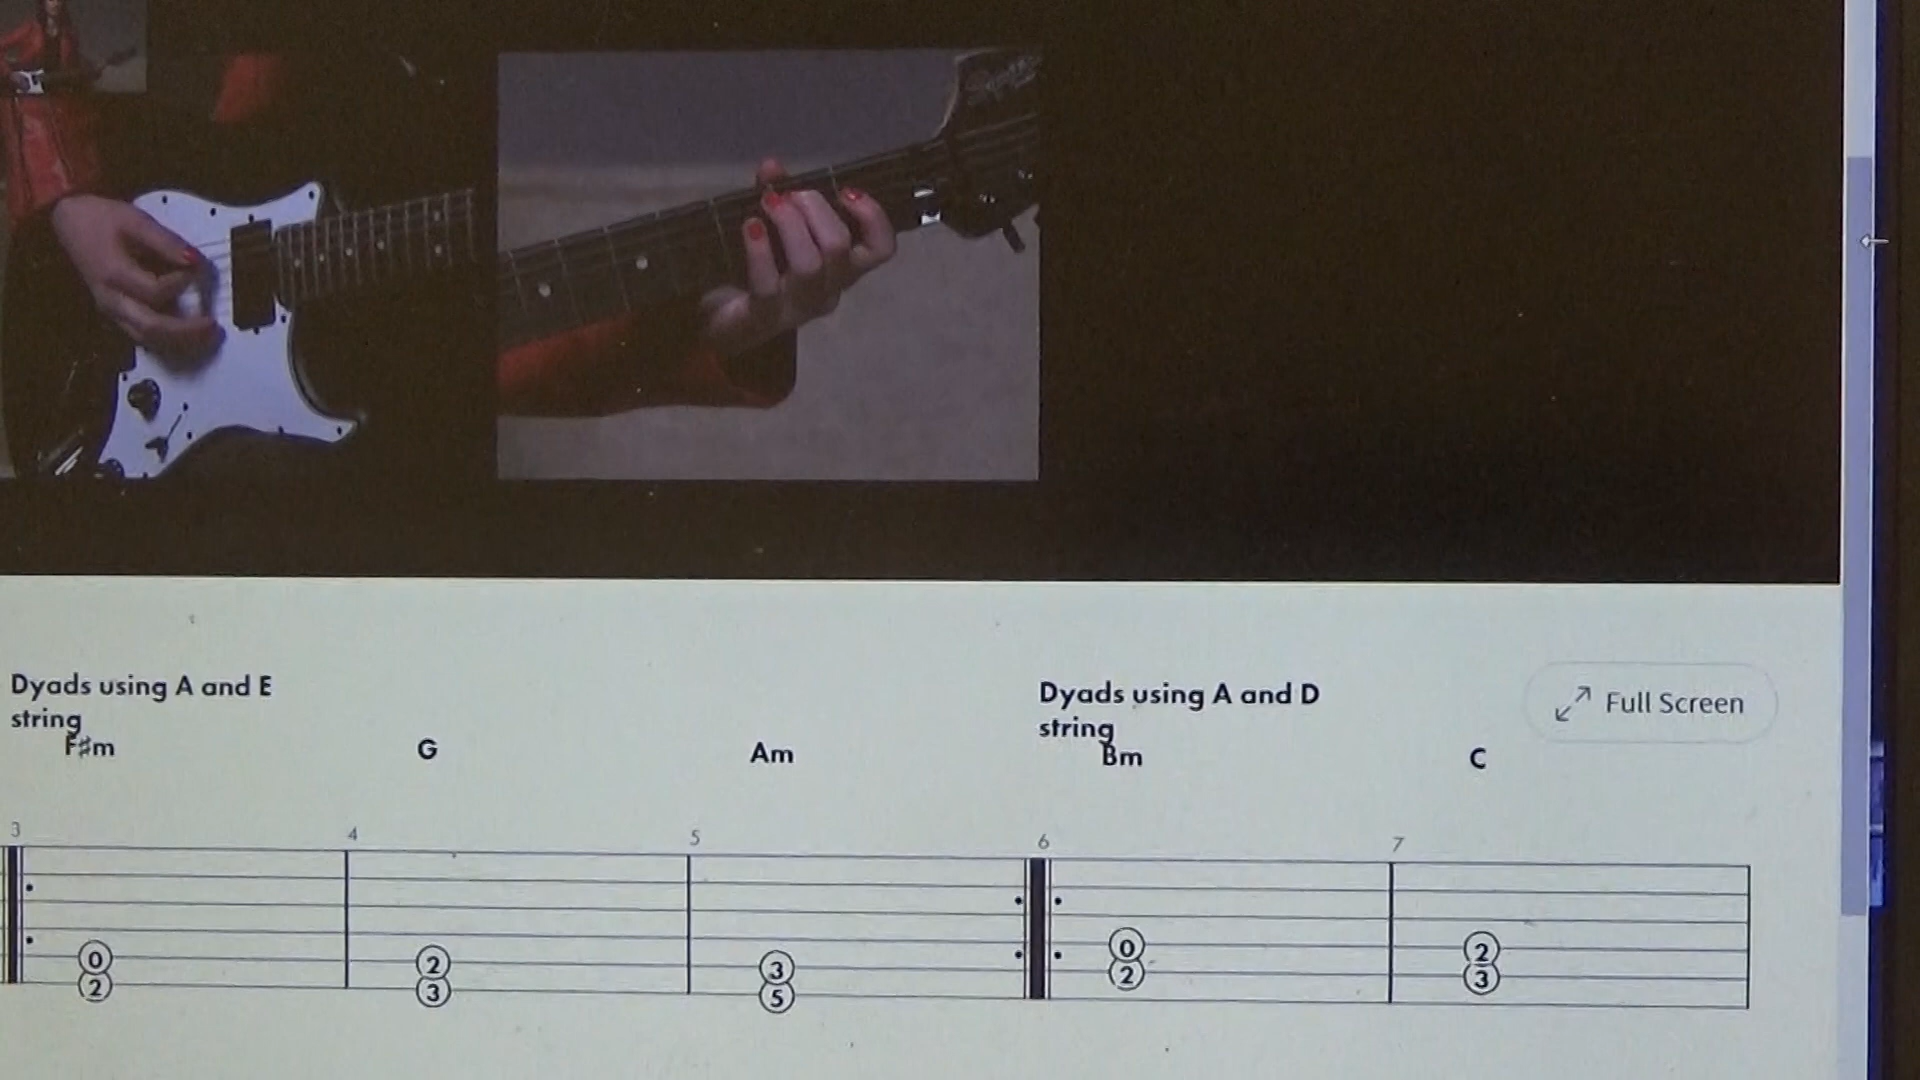 Dyads using A and E
string
F#m
G
Am
Dyads using A and D
string
Bm
C
Full Screen
3
4
5
6
7
0
2
2
3
3
5
0
2
2
3